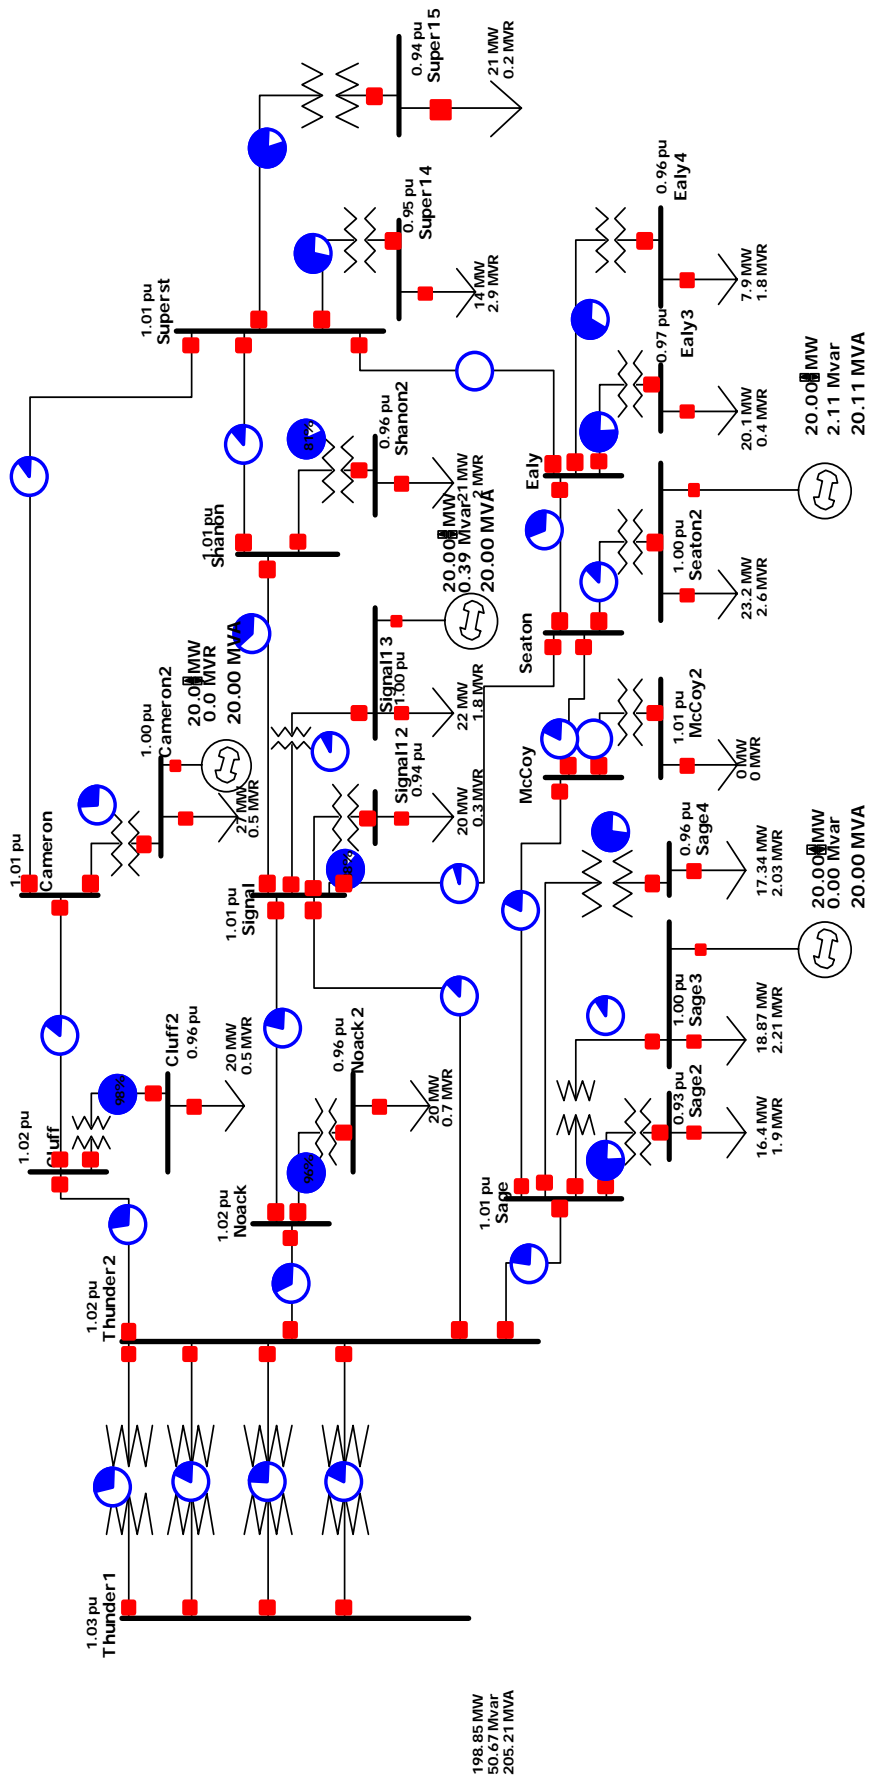 0.94 pu
Super15
21 MW
0.2 MVR
0.95 pu
Super14
14 MW
2.9 MVR
0.96 pu
Ealy4
7.9 MW
1.8 MVR
0.97 pu
Ealy3
20.1 MW
0.4 MVR
1.01 pu
Superst
Ealy
81%
0.96 pu
Shanon2
21 MW
2 MVR
1.01 pu
Shanon
20.00 MW
0.39 Mvar
20.00 MVA
20.00 MW
2.11 Mvar
20.11 MVA
1.00 pu
Seaton2
23.2 MW
2.6 MVR
Seaton
Signal13
1.00 pu
22 MW
1.8 MVR
20.00 MW
0.0 MVR
20.00 MVA
1.00 pu
Cameron2
27 MW
0.5 MVR
Signal12
0.94 pu
20 MW
0.3 MVR
McCoy
1.01 pu
McCoy2
0 MW
0 MVR
1.01 pu
Cameron
1.01 pu
Signal
0.96 pu
Sage4
17.34 MW
2.03 MVR
20.00 MW
0.00 Mvar
20.00 MVA
1.00 pu
Sage3
18.87 MW
2.21 MVR
0.93 pu
Sage2
16.4 MW
1.9 MVR
Cluff2
0.96 pu
20 MW
0.5 MVR
98%
1.02 pu
Cluff
0.96 pu
Noack2
20 MW
0.7 MVR
96%
1.02 pu
Noack
1.01 pu
Sage
1.02 pu
Thunder2
1.03 pu
Thunder1
198.85 MW
50.67 Mvar
205.21 MVA